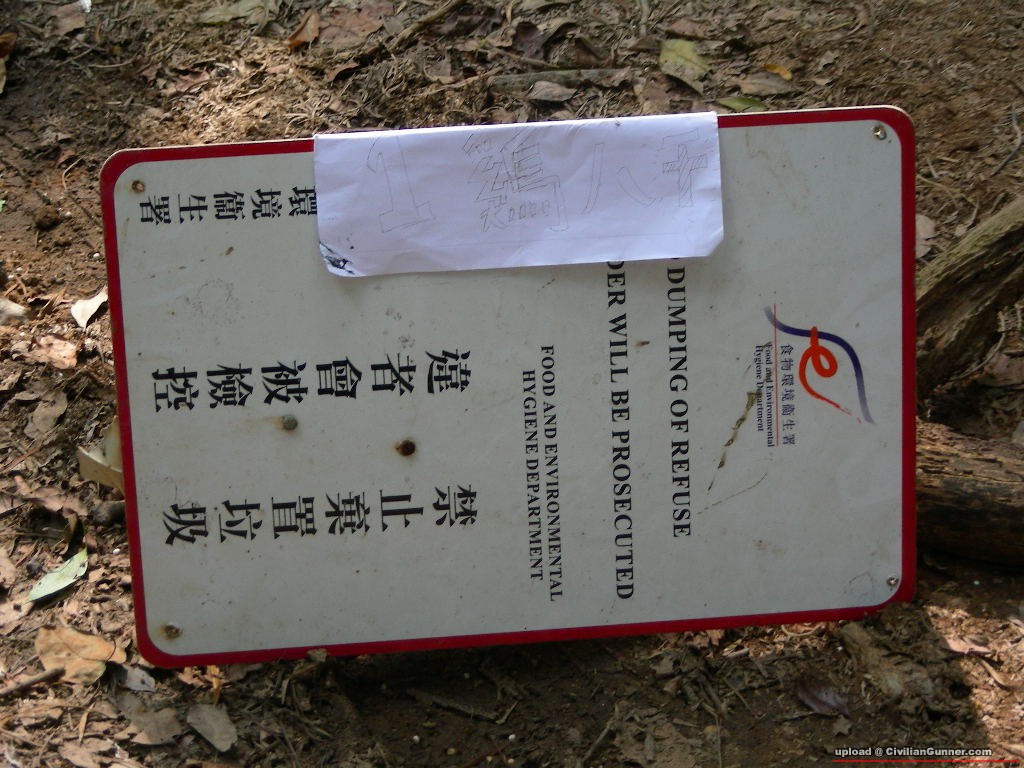 食物環境衞生署
Food and Environmental
Hygiene Department
DUMPING OF REFUSE
DER WILL BE PROSECUTED
FOOD AND ENVIRONMENTAL
HYGIENE DEPARTMENT
禁止棄置垃圾
違者會被檢控
環境衞生署
upload @ CivilianGunner.com